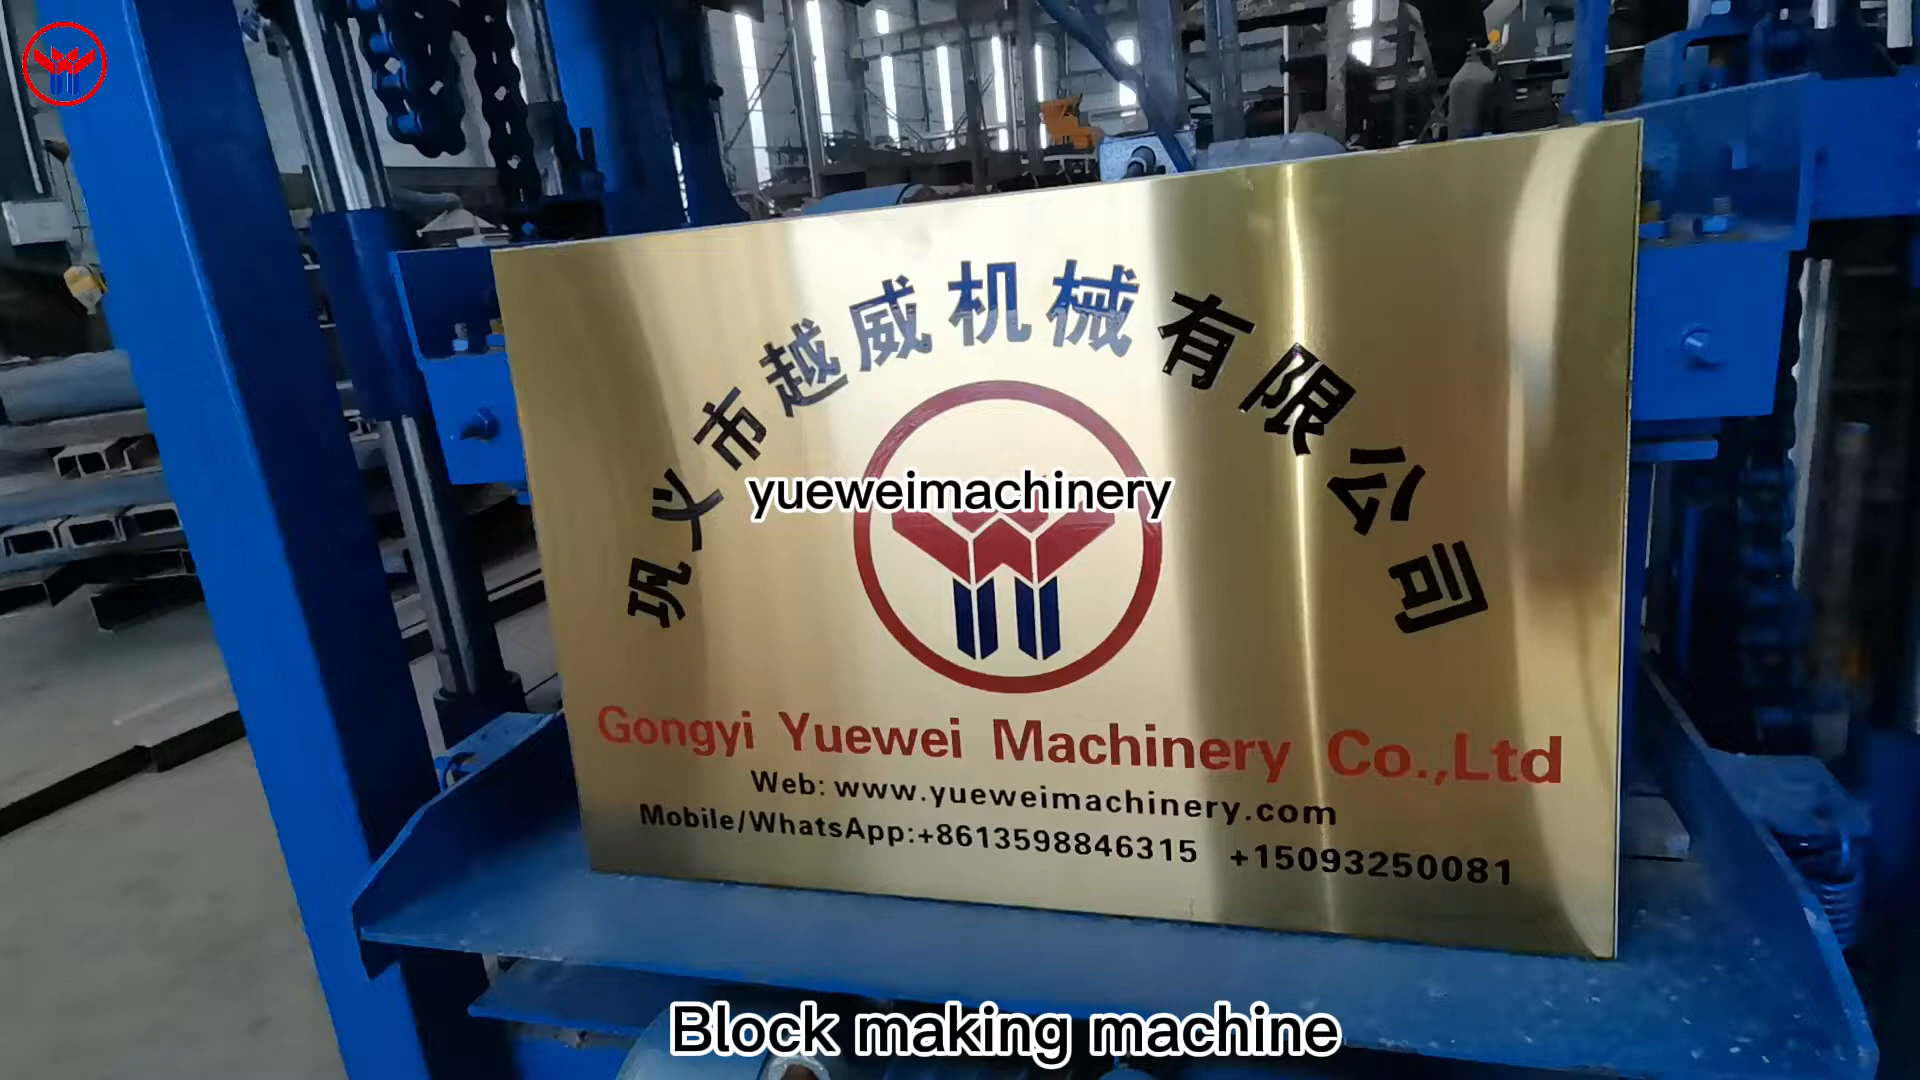 巩义市越威机械有限公司
yueweimachinery
Gongyi Yuewei Machinery Co.,Ltd
Web: www.yueweimachinery.com
Mobile/WhatsApp:+8613598846315 +15093250081
Block making machine